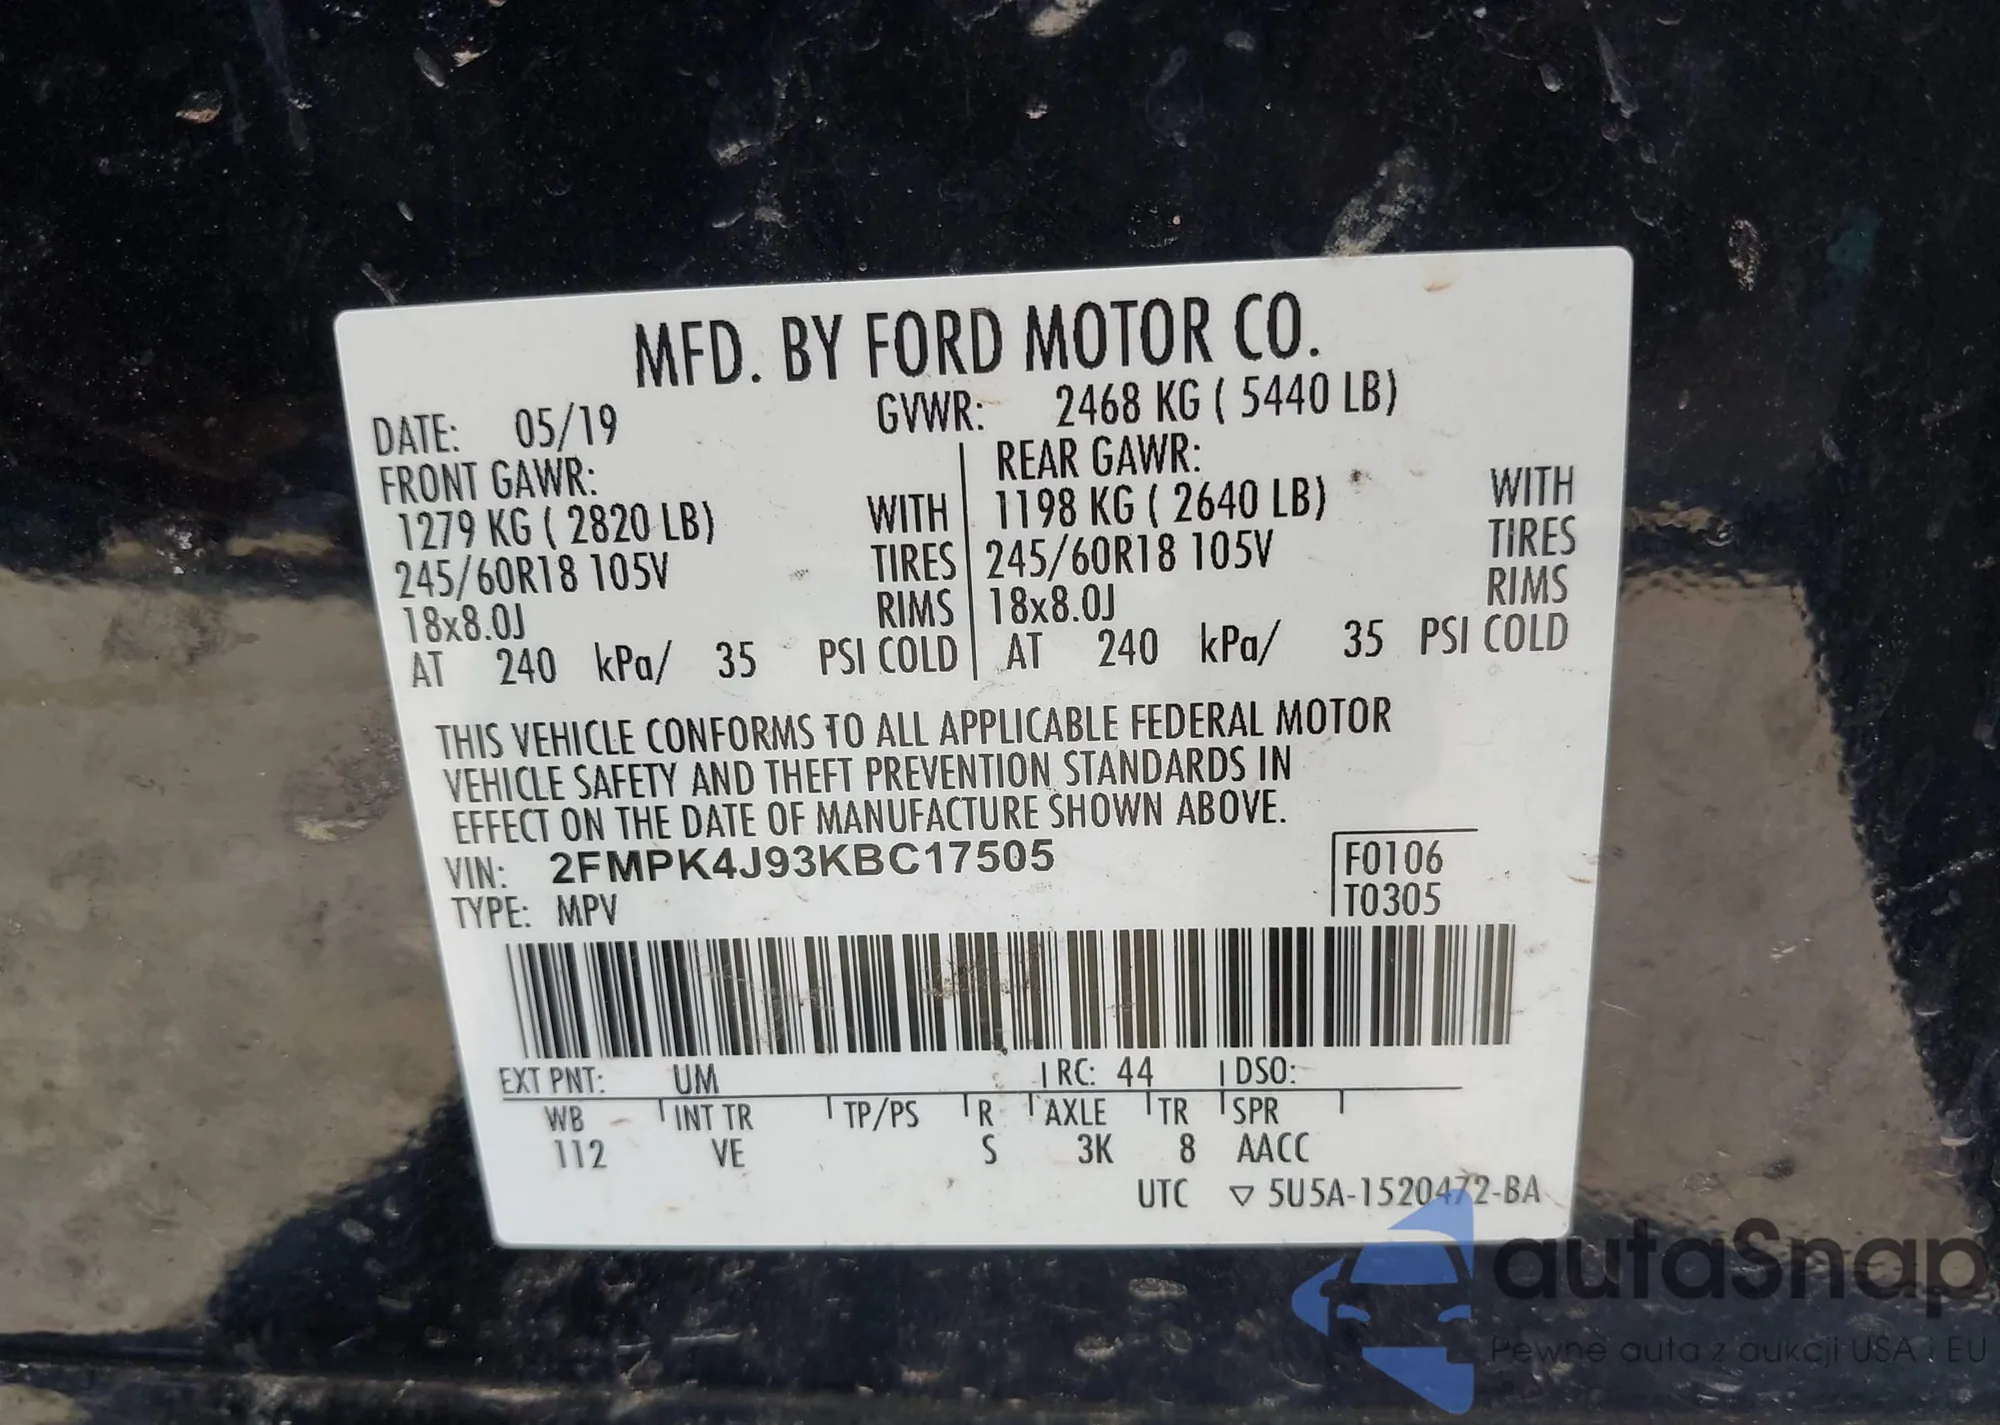 MFD. BY FORD MOTOR CO.
DATE: 05/19 GVWR: 2468 KG ( 5440 LB)
FRONT GAWR: REAR GAWR:
1279 KG ( 2820 LB) WITH 1198 KG ( 2640 LB) WITH
245/60R18 105V TIRES 245/60R18 105V TIRES
18x8.0J RIMS 18x8.0J RIMS
AT 240 kPa/ 35 PSI COLD AT 240 kPa/ 35 PSI COLD
THIS VEHICLE CONFORMS TO ALL APPLICABLE FEDERAL MOTOR
VEHICLE SAFETY AND THEFT PREVENTION STANDARDS IN
EFFECT ON THE DATE OF MANUFACTURE SHOWN ABOVE.
VIN: 2FMPK4J93KBC17505 F0106
TYPE: MPV T0305
EXT PNT: UM RC: 44 DSO:
WB INT TR TP/PS R AXLE TR SPR
112 VE S 3K 8 AACC
UTC ▽ 5U5A-1520472-BA
autaSnap
Pewne auta z aukcji USA i EU